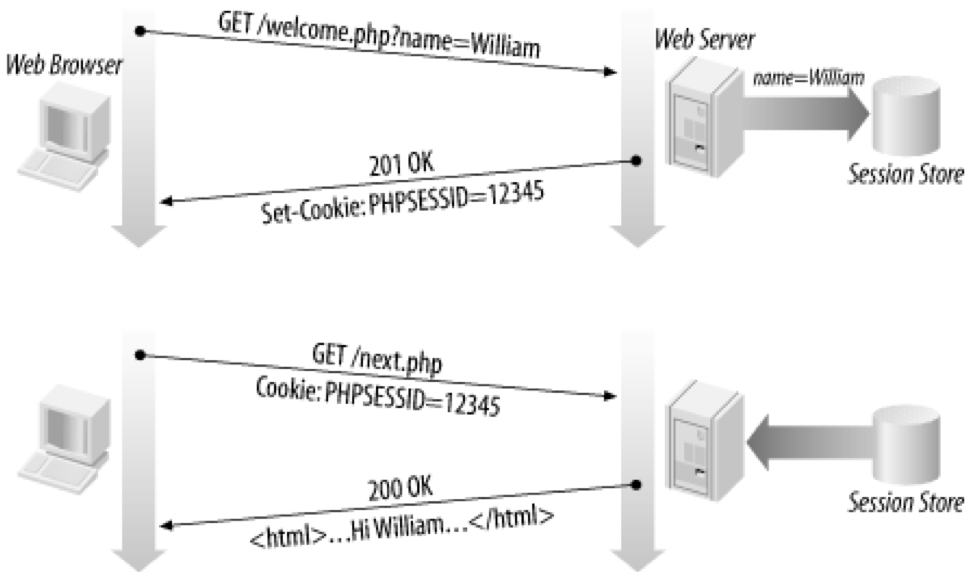 GET /welcome.php?name=William
Web Browser
Web Server
name=William
Session Store
201 OK
Set-Cookie: PHPSESSID=12345
GET /next.php
Cookie: PHPSESSID=12345
Session Store
200 OK
<html>...Hi William...</html>